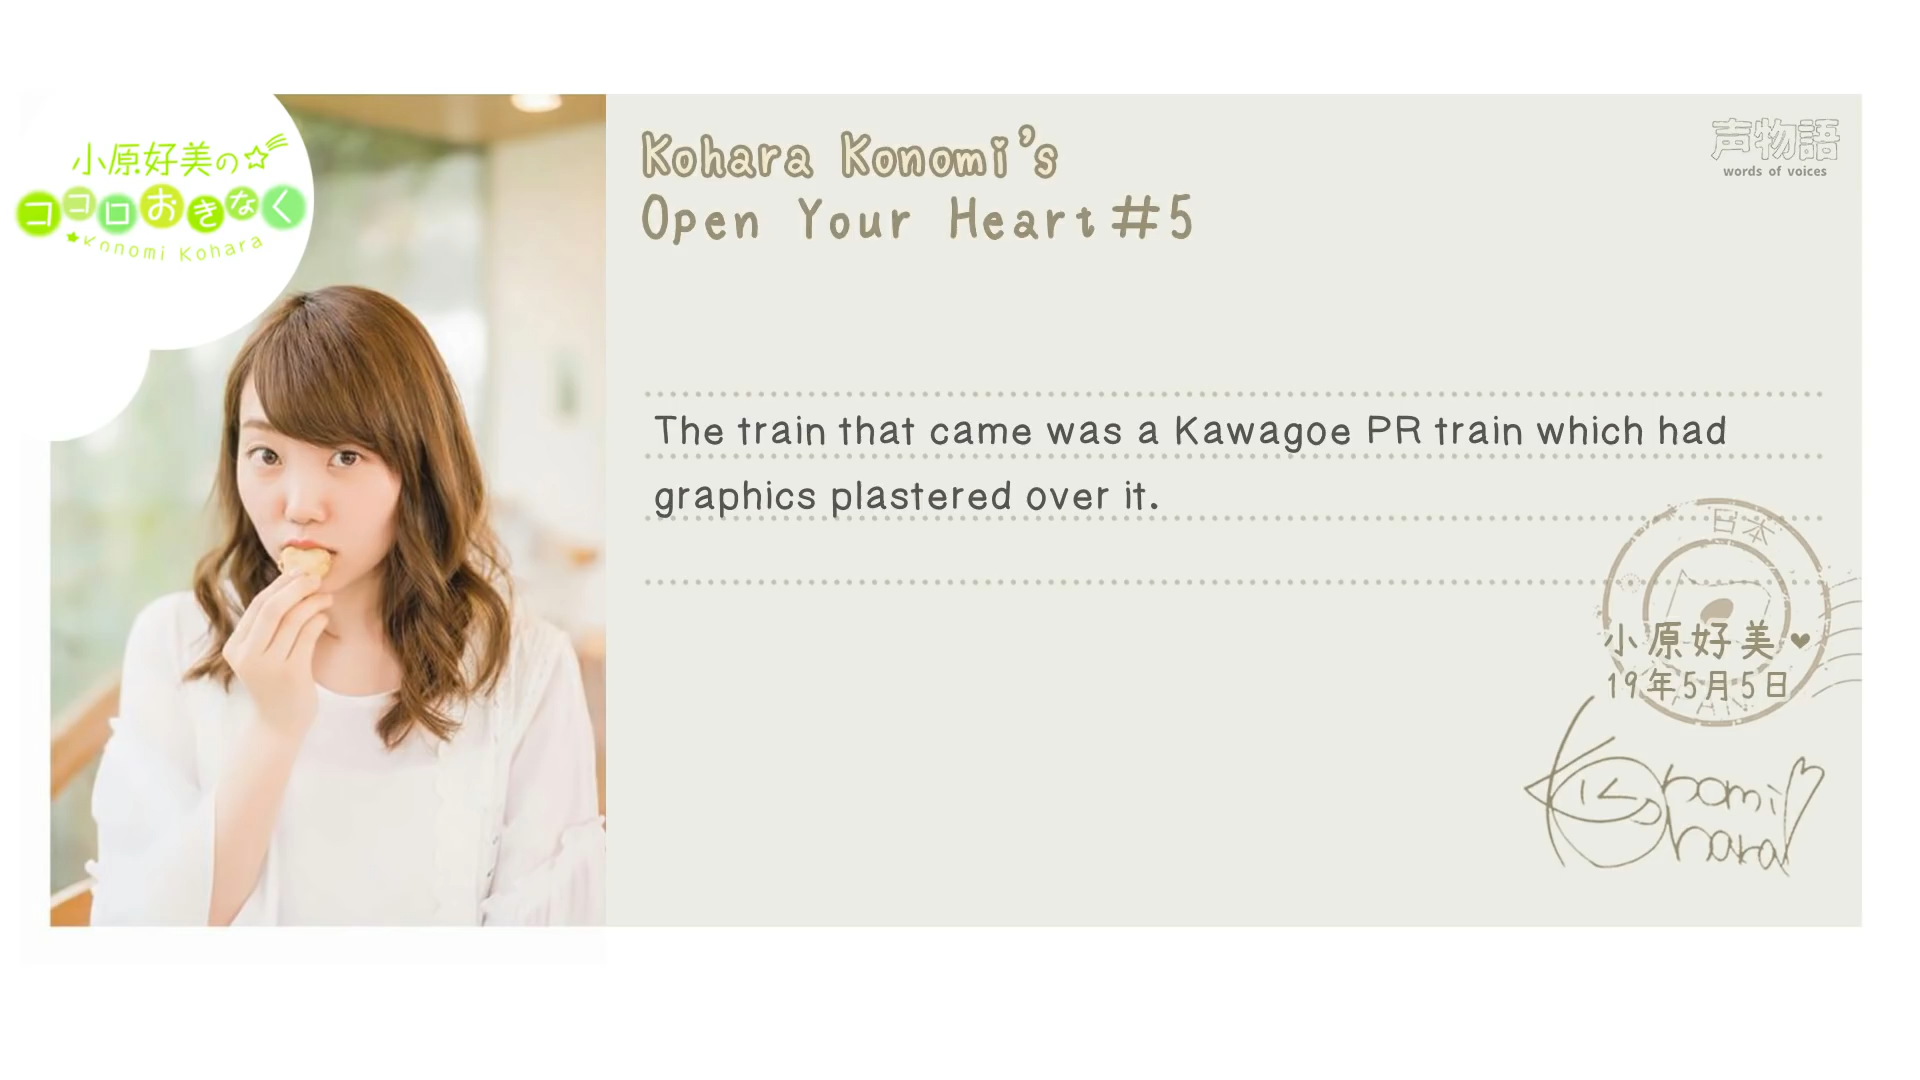 小原好美の☆
ココロおきなく
★Konomi Kohara
Kohara Konomi's
Open Your Heart #5
声物語
words of voices
The train that came was a Kawagoe PR train which had
graphics plastered over it.
日本
小原好美♥
19年5月5日
Konomi
Kohara